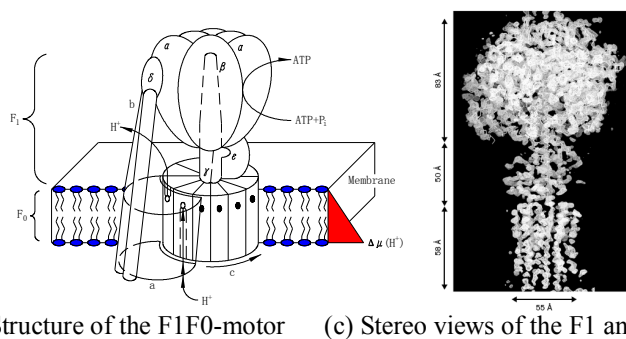 α
α
δ
β
ATP
b
F₁
H⁺
ATP+Pᵢ
ε
γ
Membrane
F₀
Δμ(H⁺)
a
c
H⁺
83 Å
50 Å
58 Å
55 Å
Structure of the F1F0-motor
(c) Stereo views of the F1 an